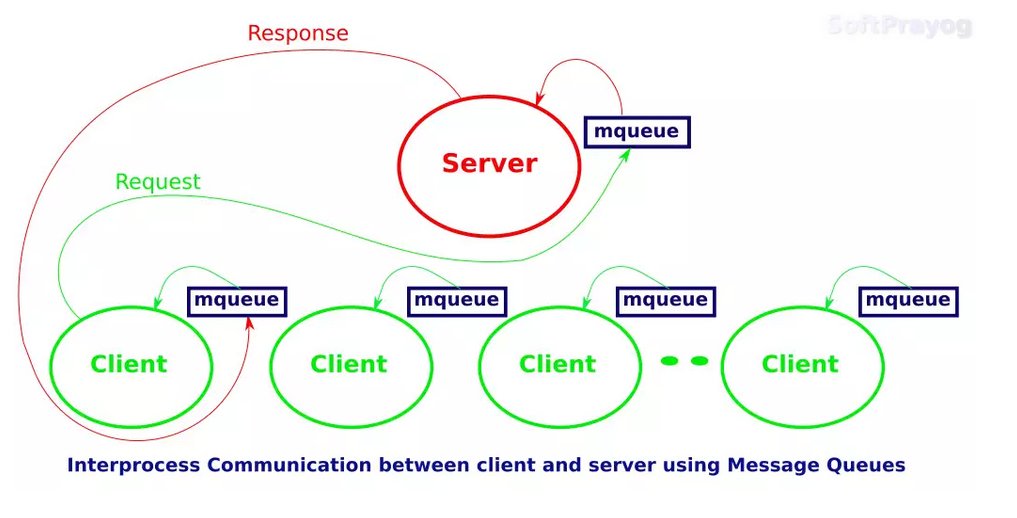 SoftPrayog
Response
mqueue
Server
Request
mqueue mqueue mqueue mqueue
Client Client Client Client
Interprocess Communication between client and server using Message Queues